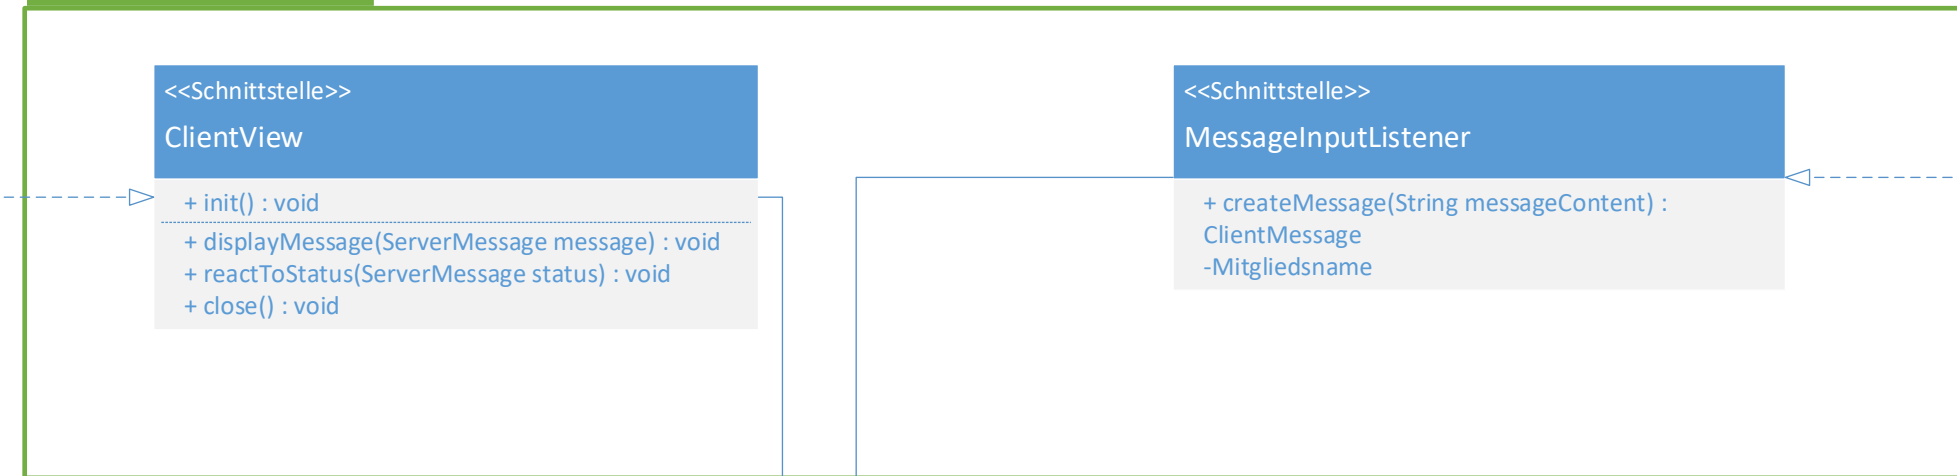 <<Schnittstelle>>
ClientView
+ init() : void
+ displayMessage(ServerMessage message) : void
+ reactToStatus(ServerMessage status) : void
+ close() : void
<<Schnittstelle>>
MessageInputListener
+ createMessage(String messageContent) :
ClientMessage
-Mitgliedsname